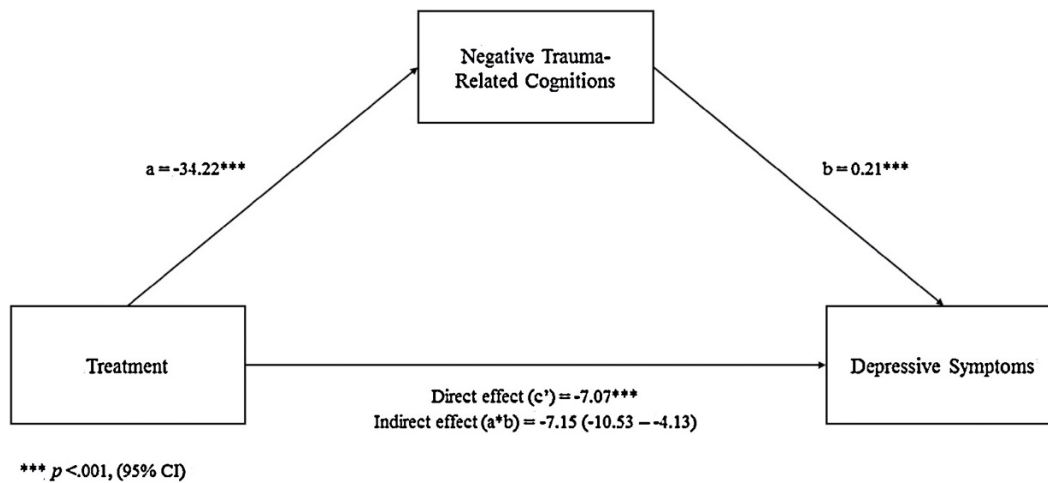 Negative Trauma-
Related Cognitions
a = -34.22***
b = 0.21***
Treatment
Depressive Symptoms
Direct effect (c’) = -7.07***
Indirect effect (a*b) = -7.15 (-10.53 – -4.13)
*** p <.001, (95% CI)